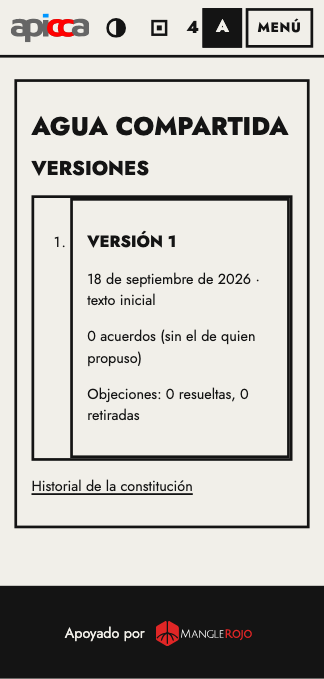 apicca
4
A
MENÚ
AGUA COMPARTIDA
VERSIONES
1.
VERSIÓN 1
18 de septiembre de 2026 ·
texto inicial
0 acuerdos (sin el de quien
propuso)
Objeciones: 0 resueltas, 0
retiradas
Historial de la constitución
Apoyado por
MANGLEROJO